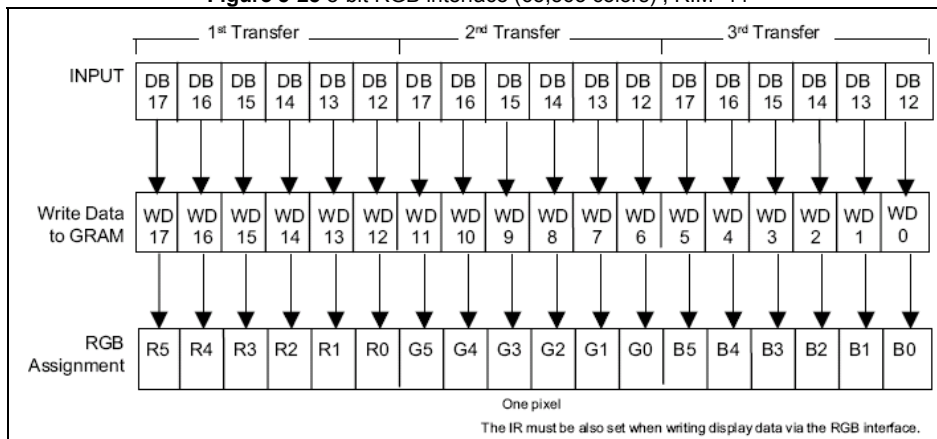 Figure RGB interface colors) ,
1st Transfer 2nd Transfer 3rd Transfer
INPUT DB DB DB DB DB DB DB DB DB DB DB DB DB DB DB DB DB DB
17 16 15 14 13 12 17 16 15 14 13 12 17 16 15 14 13 12
Write Data WD WD WD WD WD WD WD WD WD WD WD WD WD WD WD WD WD WD
to GRAM 17 16 15 14 13 12 11 10 9 8 7 6 5 4 3 2 1 0
RGB R5 R4 R3 R2 R1 R0 G5 G4 G3 G2 G1 G0 B5 B4 B3 B2 B1 B0
Assignment
One pixel
The IR must be also set when writing display data via the RGB interface.